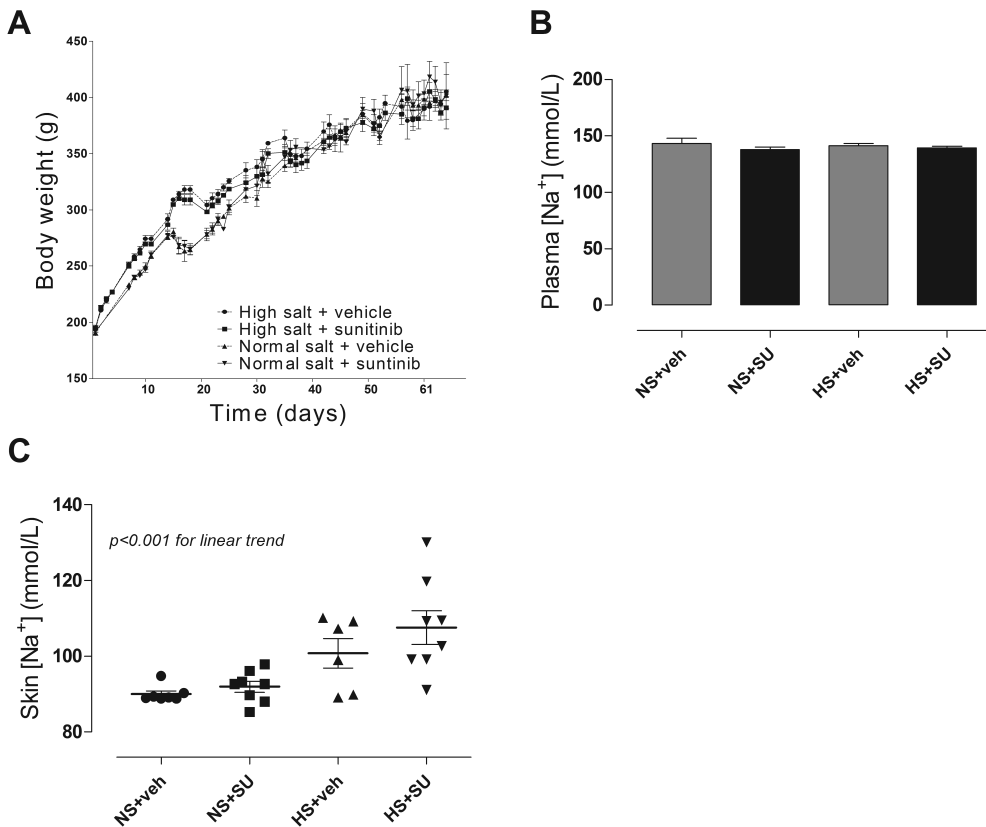 A
450
400
350
300
250
200
150
Body weight (g)
High salt + vehicle
High salt + sunitinib
Normal salt + vehicle
Normal salt + suntinib
10
20
30
40
50
61
Time (days)
B
200
150
100
50
0
Plasma [Na⁺] (mmol/L)
NS+veh
NS+SU
HS+veh
HS+SU
C
140
120
100
80
Skin [Na⁺] (mmol/L)
p<0.001 for linear trend
NS+veh
NS+SU
HS+veh
HS+SU